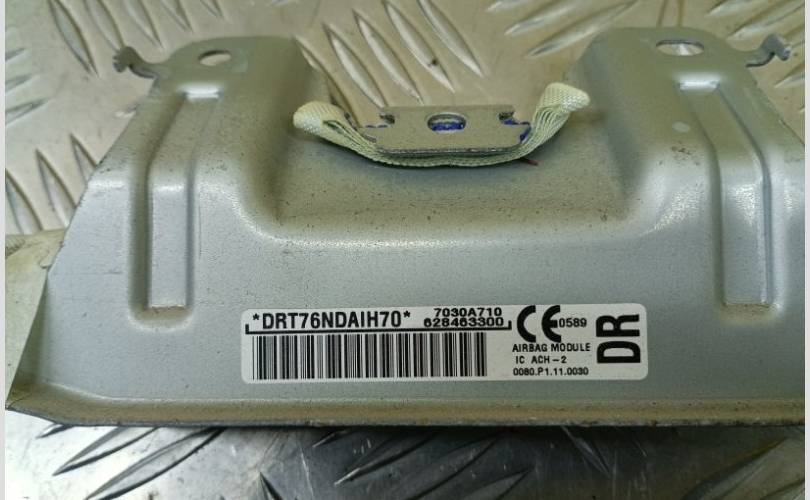 *DRT76NDAIH70*
7030A710
628463300
CE 0589
AIRBAG MODULE
IC ACH-2
0080.P1.11.0030
DR